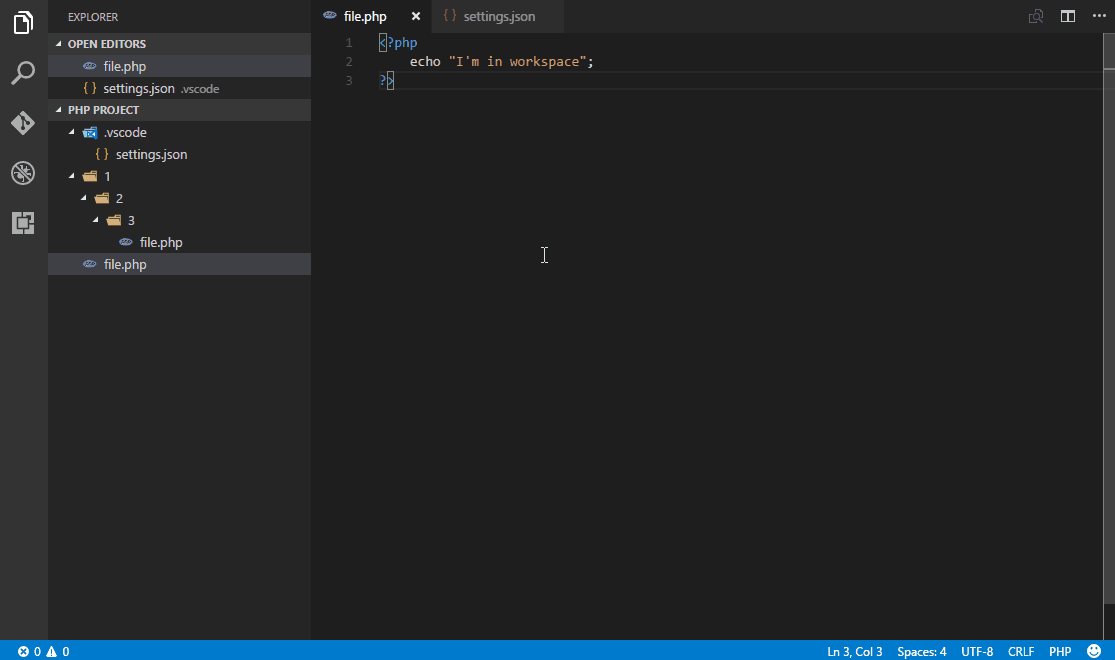 EXPLORER
OPEN EDITORS
file.php
{ } settings.json .vscode
PHP PROJECT
.vscode
{ } settings.json
1
2
3
file.php
file.php
file.php × { } settings.json ···
1 <?php
2 echo "I'm in workspace";
3 ?>
0 0 Ln 3, Col 3 Spaces: 4 UTF-8 CRLF PHP